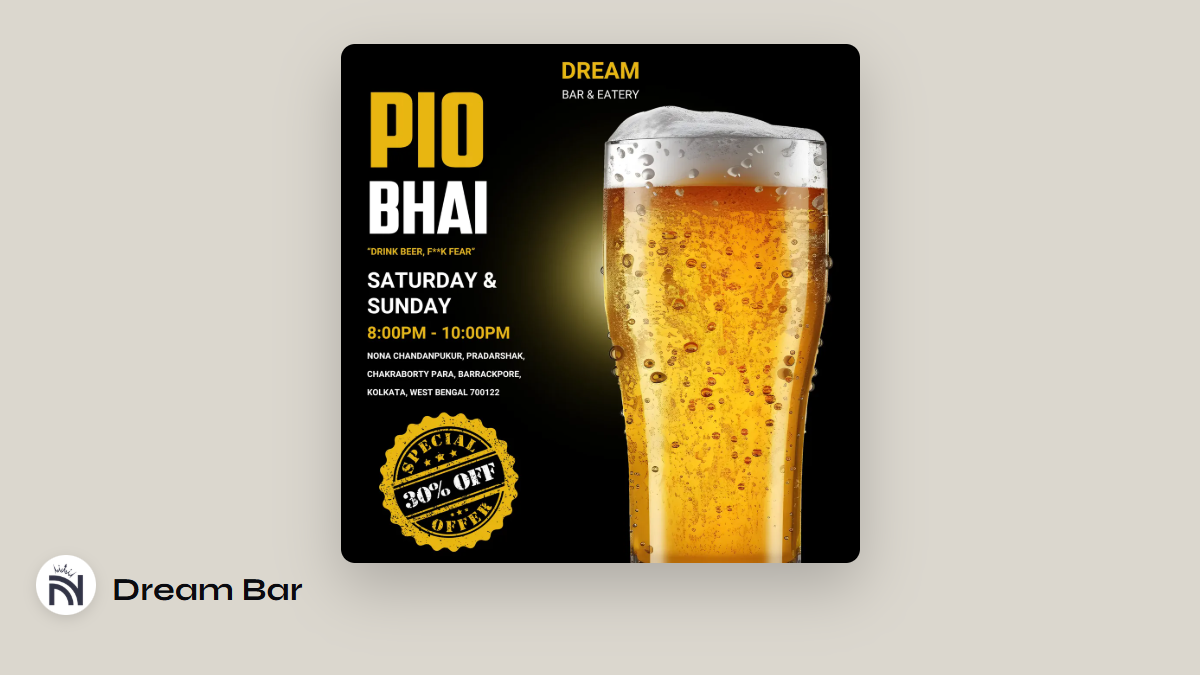 DREAM
BAR & EATERY
PIO
BHAI
"DRINK BEER, F**K FEAR"
SATURDAY &
SUNDAY
8:00PM - 10:00PM
NONA CHANDANPUKUR, PRADARSHAK,
CHAKRABORTY PARA, BARRACKPORE,
KOLKATA, WEST BENGAL 700122
SPECIAL
30% OFF
OFFER
Dream Bar